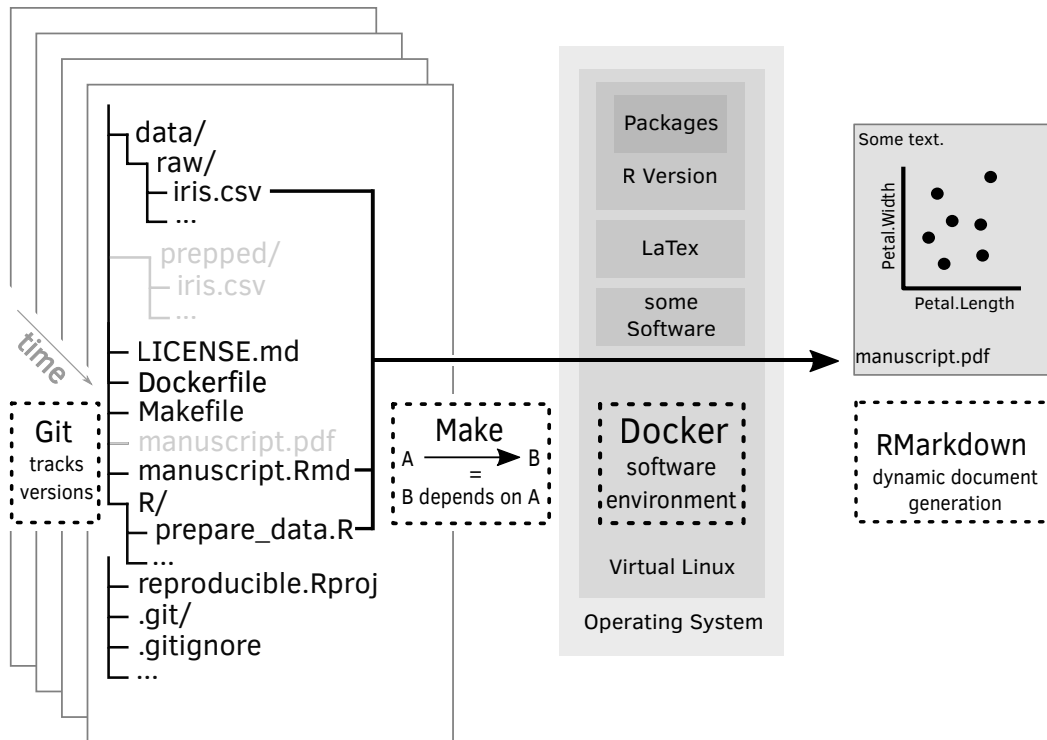 data/
raw/
iris.csv
...
prepped/
iris.csv
...
LICENSE.md
Dockerfile
Makefile
manuscript.pdf
manuscript.Rmd
R/
prepare_data.R
...
reproducible.Rproj
.git/
.gitignore
...
time
Git
tracks
versions
Make
A B
=
B depends on A
Packages
R Version
LaTex
some
Software
Docker
software
environment
Virtual Linux
Operating System
Some text.
Petal.Width
Petal.Length
manuscript.pdf
RMarkdown
dynamic document
generation